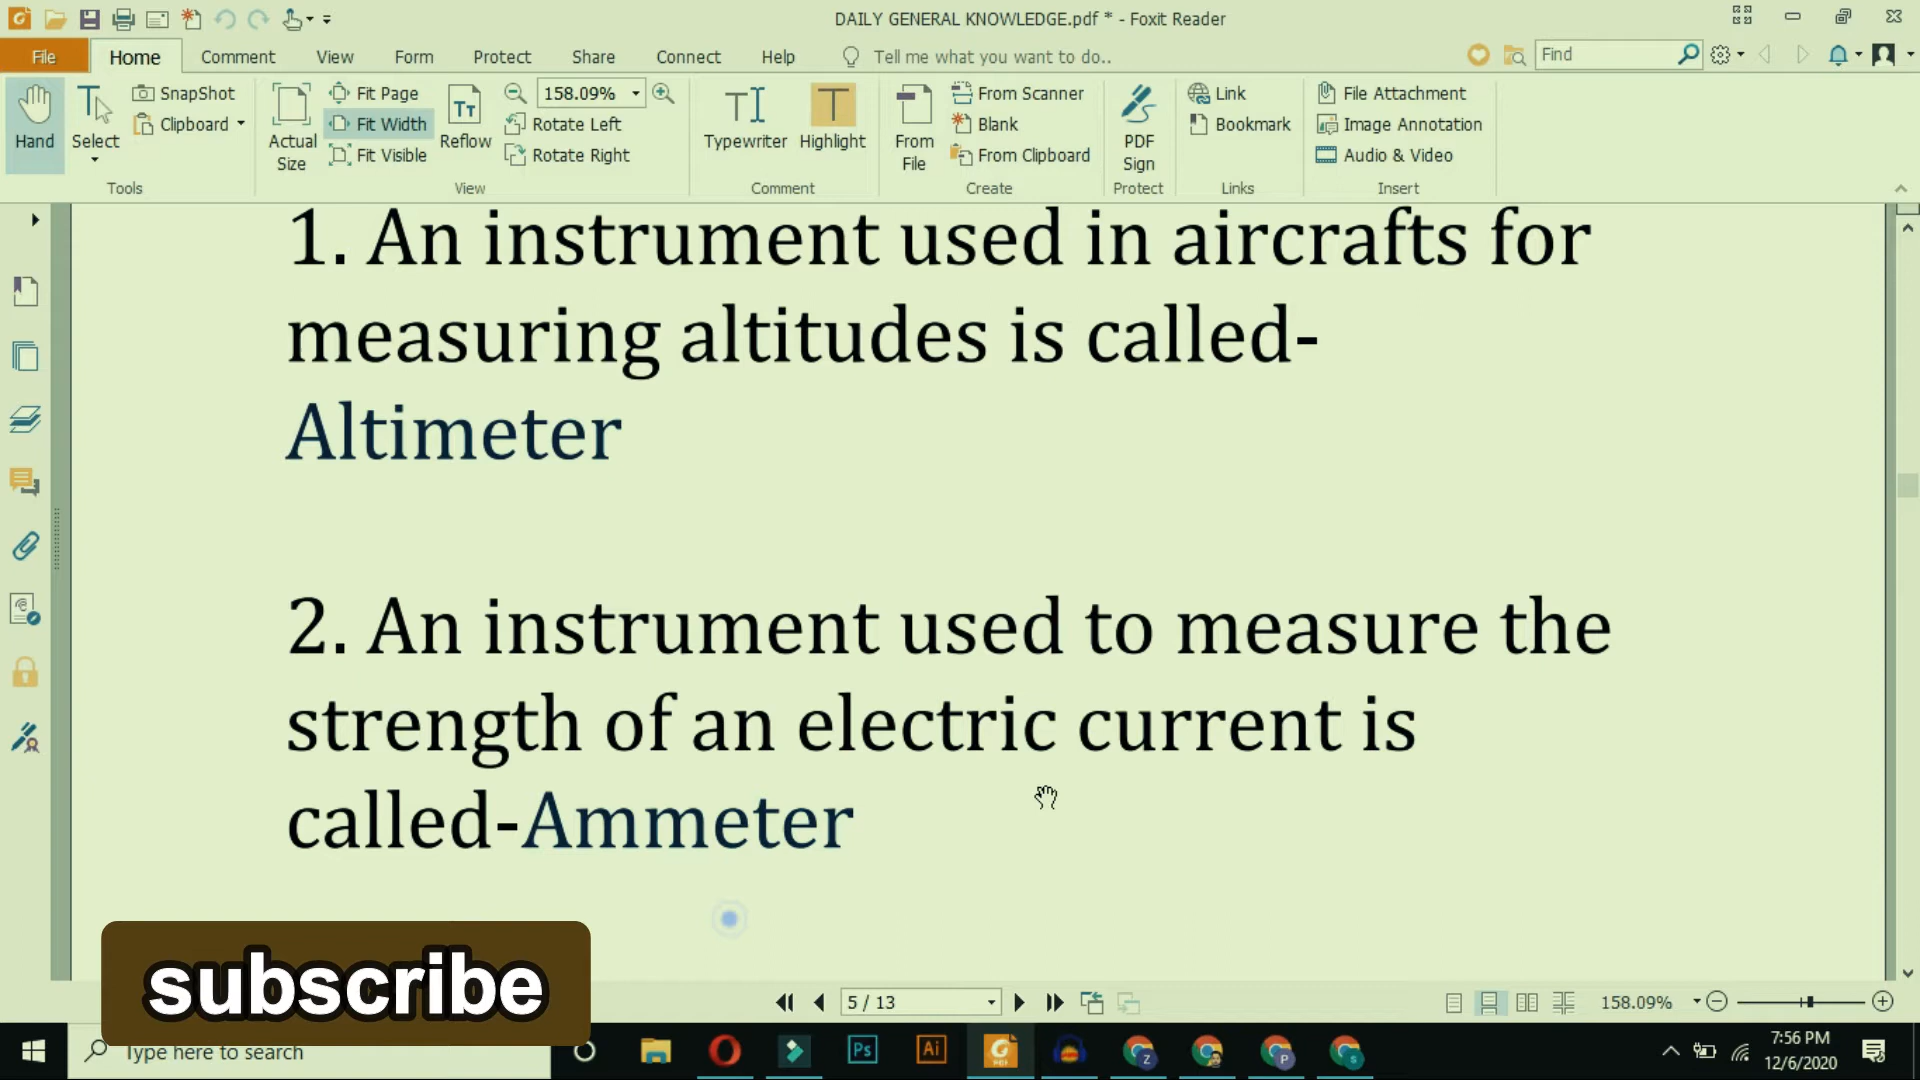 DAILY GENERAL KNOWLEDGE.pdf * - Foxit Reader
File Home Comment View Form Protect Share Connect Help Tell me what you want to do.. Find
Hand
Select
SnapShot
Clipboard
Tools
Actual Size
Fit Page
Fit Width
Fit Visible
Reflow
158.09%
Rotate Left
Rotate Right
View
Typewriter
Highlight
Comment
From File
From Scanner
Blank
From Clipboard
Create
PDF Sign
Protect
Link
Bookmark
Links
File Attachment
Image Annotation
Audio & Video
Insert
1. An instrument used in aircrafts for
measuring altitudes is called-
Altimeter
2. An instrument used to measure the
strength of an electric current is
called-Ammeter
subscribe
5 / 13
158.09%
Type here to search
Ps
Ai
PDF
Z
P
S
7:56 PM
12/6/2020